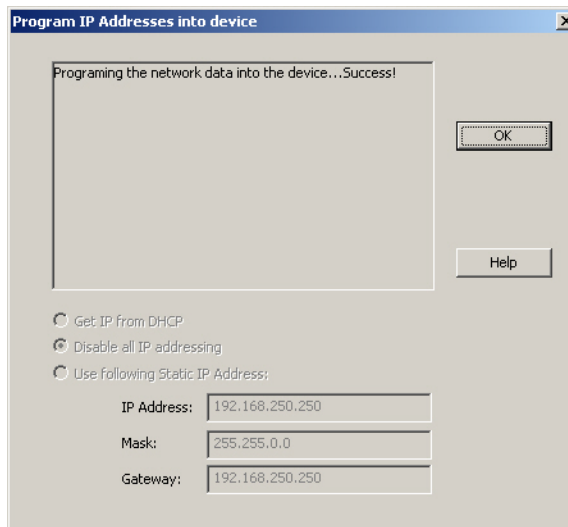 Program IP Addresses into device
Programing the network data into the device...Success!
OK
Help
Get IP from DHCP
Disable all IP addressing
Use following Static IP Address:
IP Address: 192.168.250.250
Mask: 255.255.0.0
Gateway: 192.168.250.250